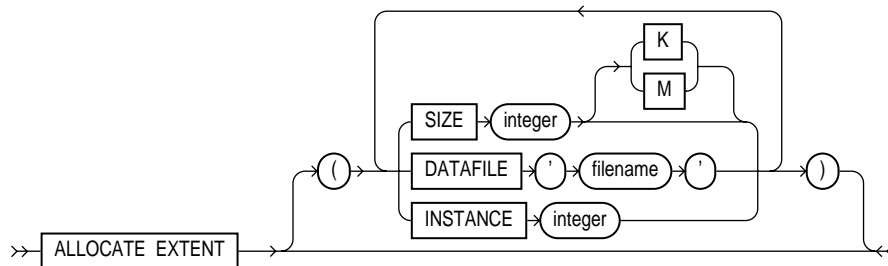 K
M
SIZE integer
( DATAFILE ' filename ' )
INSTANCE integer
ALLOCATE EXTENT